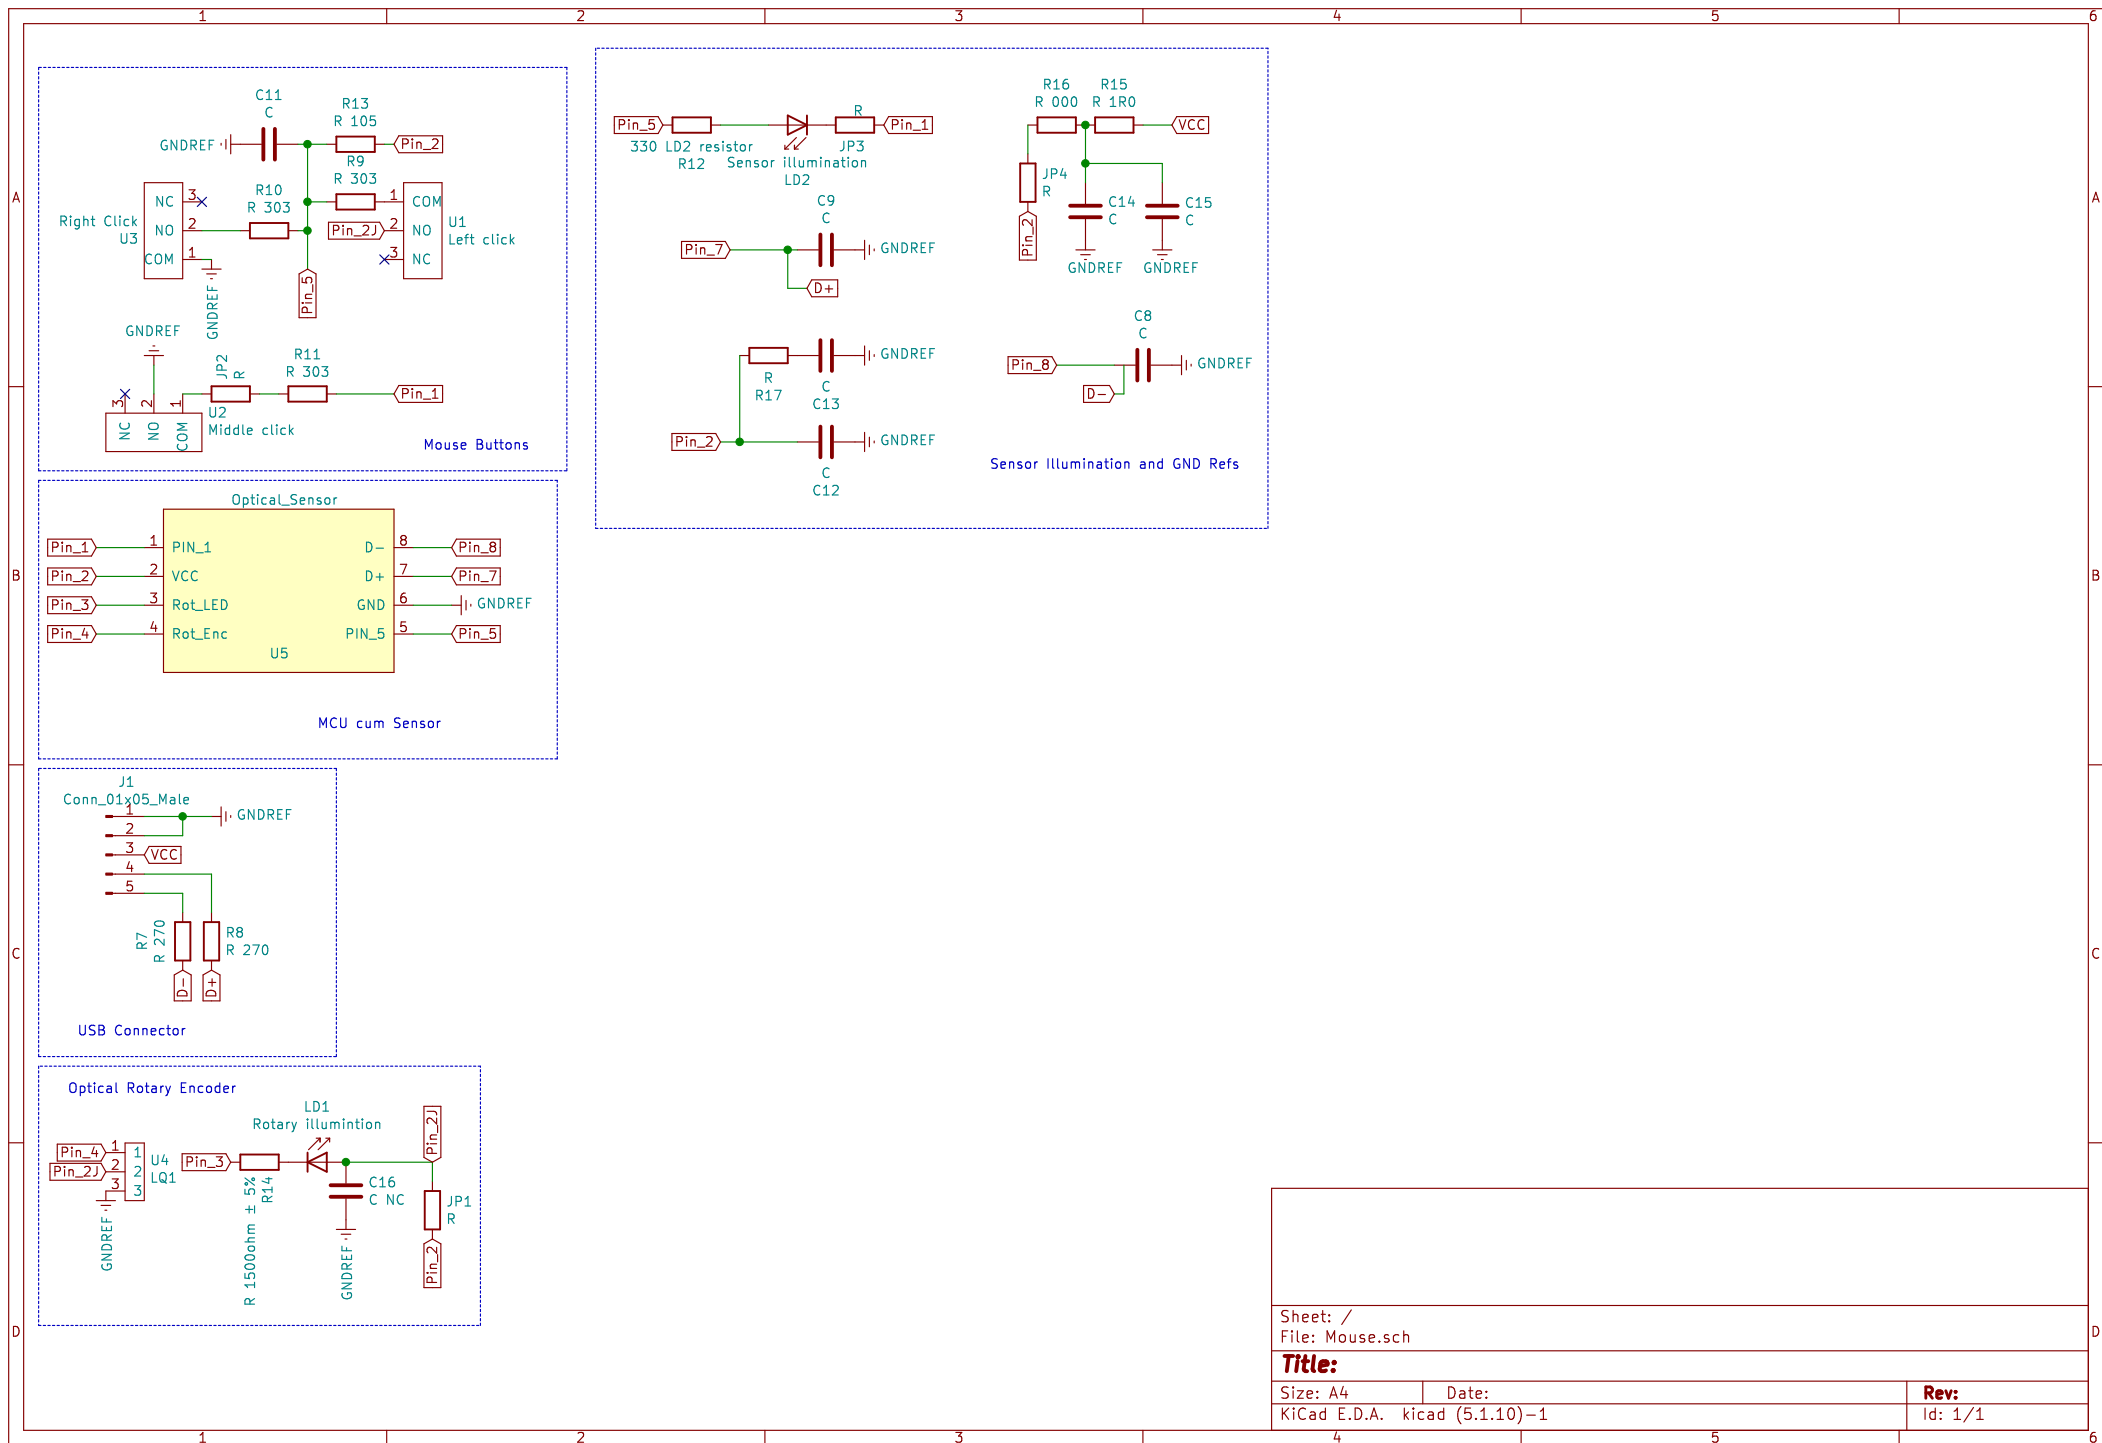 1 2 3 4 5 6
A
B
C
D
C11
C
R13
R 105
GNDREF
Pin_2
R9
R 303
R10
R 303
NC 3
NO 2
COM 1
Right Click
U3
1 COM
2 NO
3 NC
Pin_2J
U1
Left click
GNDREF
Pin_5
GNDREF
JP2
R
R11
R 303
Pin_1
3 2 1
NC NO COM
U2
Middle click
Mouse Buttons
Pin_5
330 LD2 resistor
R12
Sensor illumination
LD2
R
JP3
Pin_1
R16
R 000
R15
R 1R0
VCC
JP4
R
Pin_2
C14
C
C15
C
GNDREF
GNDREF
C9
C
Pin_7
GNDREF
D+
C8
C
Pin_8
GNDREF
D-
R
R17
C
C13
GNDREF
Pin_2
C
C12
GNDREF
Sensor Illumination and GND Refs
Optical_Sensor
Pin_1 1 PIN_1 D- 8 Pin_8
Pin_2 2 VCC D+ 7 Pin_7
Pin_3 3 Rot_LED GND 6 GNDREF
Pin_4 4 Rot_Enc PIN_5 5 Pin_5
U5
MCU cum Sensor
J1
Conn_01x05_Male
1 GNDREF
2
3 VCC
4
5
R7
R 270
R8
R 270
D- D+
USB Connector
Optical Rotary Encoder
LD1
Rotary illumintion
Pin_2J
Pin_4 1 1
Pin_2J 2 2
3 3
U4
LQ1
GNDREF
Pin_3
R14
R 1500ohm ± 5%
C16
C NC
GNDREF
JP1
R
Pin_2
Sheet: /
File: Mouse.sch
Title:
Size: A4 Date: Rev:
KiCad E.D.A. kicad (5.1.10)-1 Id: 1/1
A
B
C
D
1 2 3 4 5 6